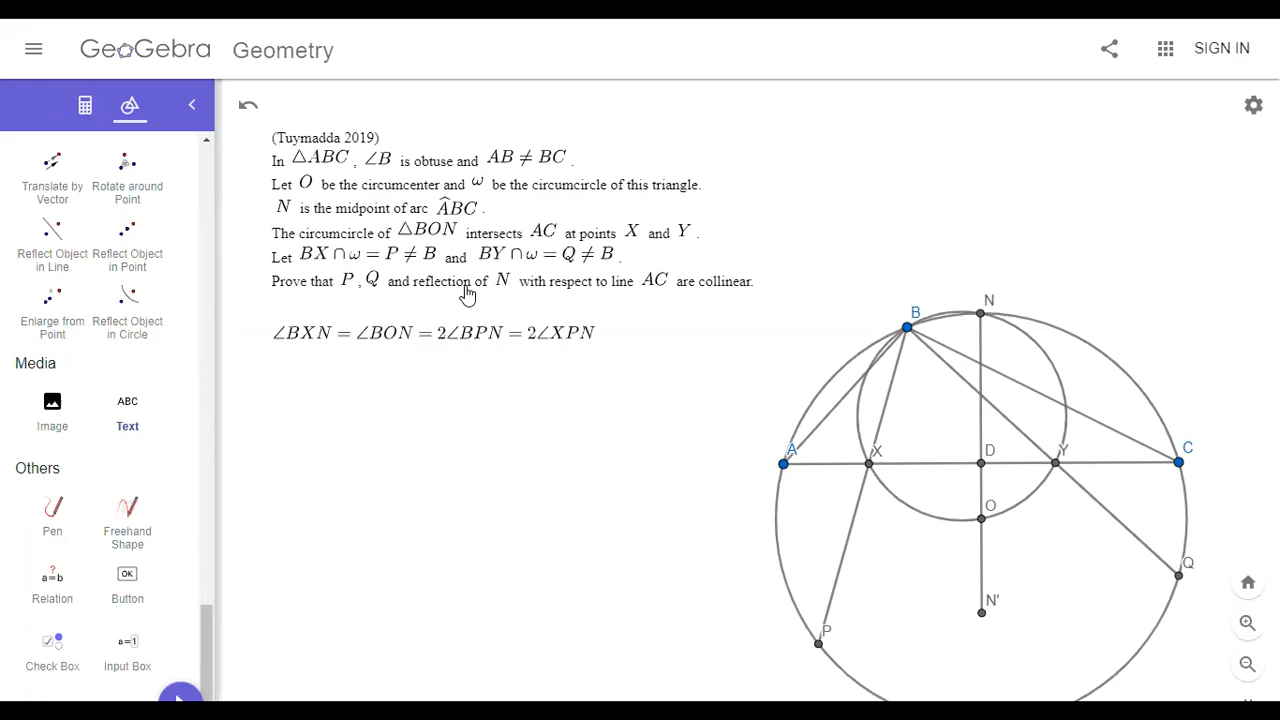 GeoGebra Geometry SIGN IN
Translate by Vector
Rotate around Point
Reflect Object in Line
Reflect Object in Point
Enlarge from Point
Reflect Object in Circle
Media
Image
ABC
Text
Others
Pen
Freehand Shape
a=b
Relation
OK
Button
Check Box
a=1
Input Box
(Tuymadda 2019)
In △ABC , ∠B is obtuse and AB ≠ BC .
Let O be the circumcenter and ω be the circumcircle of this triangle.
N is the midpoint of arc ABC .
The circumcircle of △BON intersects AC at points X and Y .
Let BX ∩ ω = P ≠ B and BY ∩ ω = Q ≠ B .
Prove that P , Q and reflection of N with respect to line AC are collinear.
∠BXN = ∠BON = 2∠BPN = 2∠XPN
N
B
A
X
D
Y
C
O
Q
N'
P